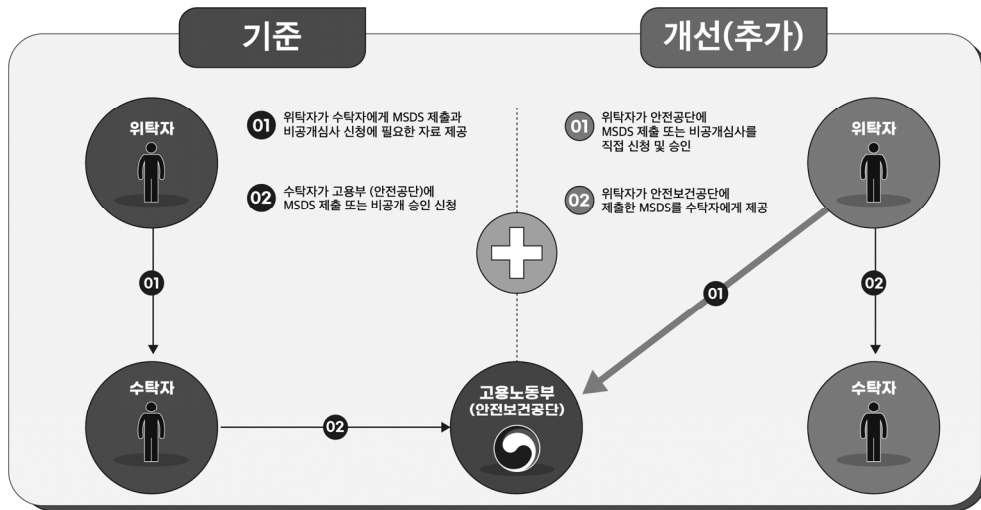 기준
개선(추가)
위탁자
01 위탁자가 수탁자에게 MSDS 제출과
비공개심사 신청에 필요한 자료 제공
02 수탁자가 고용부 (안전공단)에
MSDS 제출 또는 비공개 승인 신청
01 위탁자가 안전공단에
MSDS 제출 또는 비공개심사를
직접 신청 및 승인
02 위탁자가 안전보건공단에
제출한 MSDS를 수탁자에게 제공
위탁자
01
01
02
수탁자
02
고용노동부
(안전보건공단)
수탁자